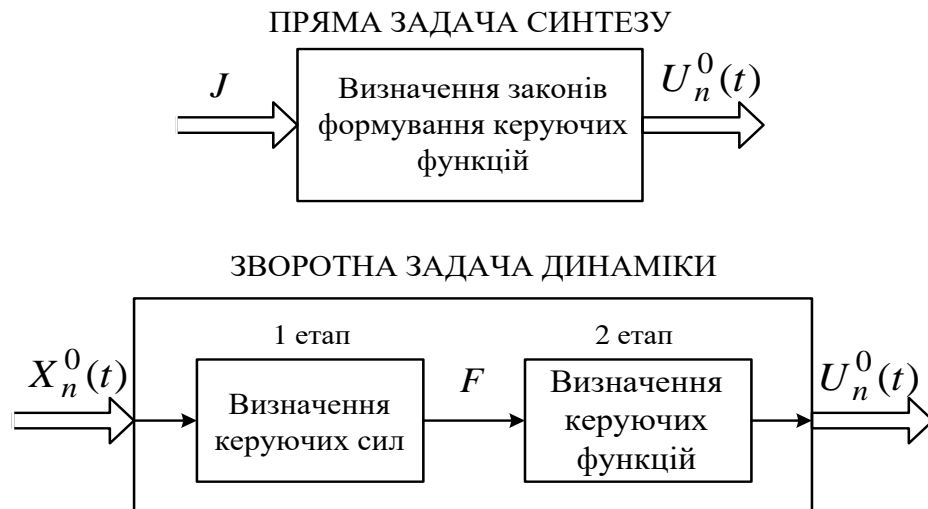 ПРЯМА ЗАДАЧА СИНТЕЗУ
J
Визначення законів
формування керуючих
функцій
U_n^0(t)
ЗВОРОТНА ЗАДАЧА ДИНАМІКИ
X_n^0(t)
1 етап
Визначення
керуючих сил
F
2 етап
Визначення
керуючих
функцій
U_n^0(t)